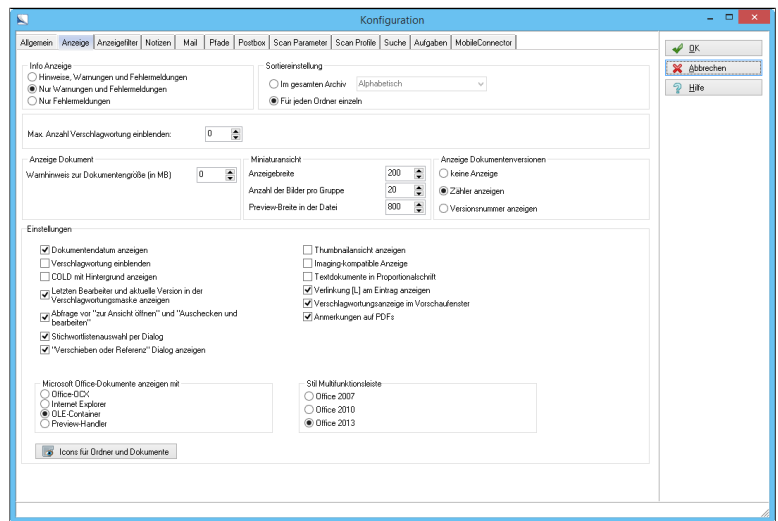 Konfiguration
Allgemein Anzeige Anzeigefilter Notizen Mail Pfade Postbox Scan Parameter Scan Profile Suche Aufgaben MobileConnector
OK
Abbrechen
Hilfe
Info Anzeige
Hinweise, Warnungen und Fehlermeldungen
Nur Warnungen und Fehlermeldungen
Nur Fehlermeldungen
Sortiereinstellung
Im gesamten Archiv Alphabetisch
Für jeden Ordner einzeln
Max. Anzahl Verschlagwortung einblenden: 0
Anzeige Dokument
Warnhinweis zur Dokumentengröße (in MB) 0
Miniaturansicht
Anzeigebreite 200
Anzahl der Bilder pro Gruppe 20
Preview-Breite in der Datei 800
Anzeige Dokumentenversionen
keine Anzeige
Zähler anzeigen
Versionsnummer anzeigen
Einstellungen
Dokumentendatum anzeigen
Verschlagwortung einblenden
COLD mit Hintergrund anzeigen
Letzten Bearbeiter und aktuelle Version in der
Verschlagwortungsmaske anzeigen
Abfrage vor "zur Ansicht öffnen" und "Auschecken und
bearbeiten"
Stichwortlistenauswahl per Dialog
"Verschieben oder Referenz" Dialog anzeigen
Thumbnailansicht anzeigen
Imaging-kompatible Anzeige
Textdokumente in Proportionalschrift
Verlinkung [L] am Eintrag anzeigen
Verschlagwortungsanzeige im Vorschaufenster
Anmerkungen auf PDFs
Microsoft Office-Dokumente anzeigen mit
Office-OCX
Internet Explorer
OLE-Container
Preview-Handler
Stil Multifunktionsleiste
Office 2007
Office 2010
Office 2013
Icons für Ordner und Dokumente